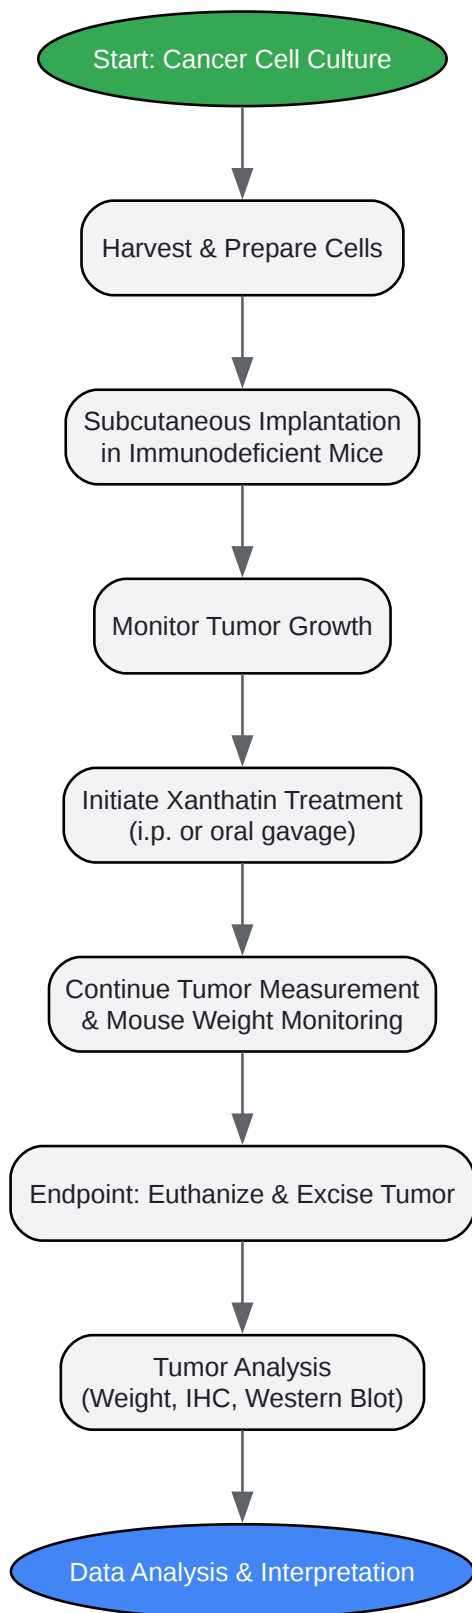 Start: Cancer Cell Culture
Harvest & Prepare Cells
Subcutaneous Implantation
in Immunodeficient Mice
Monitor Tumor Growth
Initiate Xanthatin Treatment
(i.p. or oral gavage)
Continue Tumor Measurement
& Mouse Weight Monitoring
Endpoint: Euthanize & Excise Tumor
Tumor Analysis
(Weight, IHC, Western Blot)
Data Analysis & Interpretation